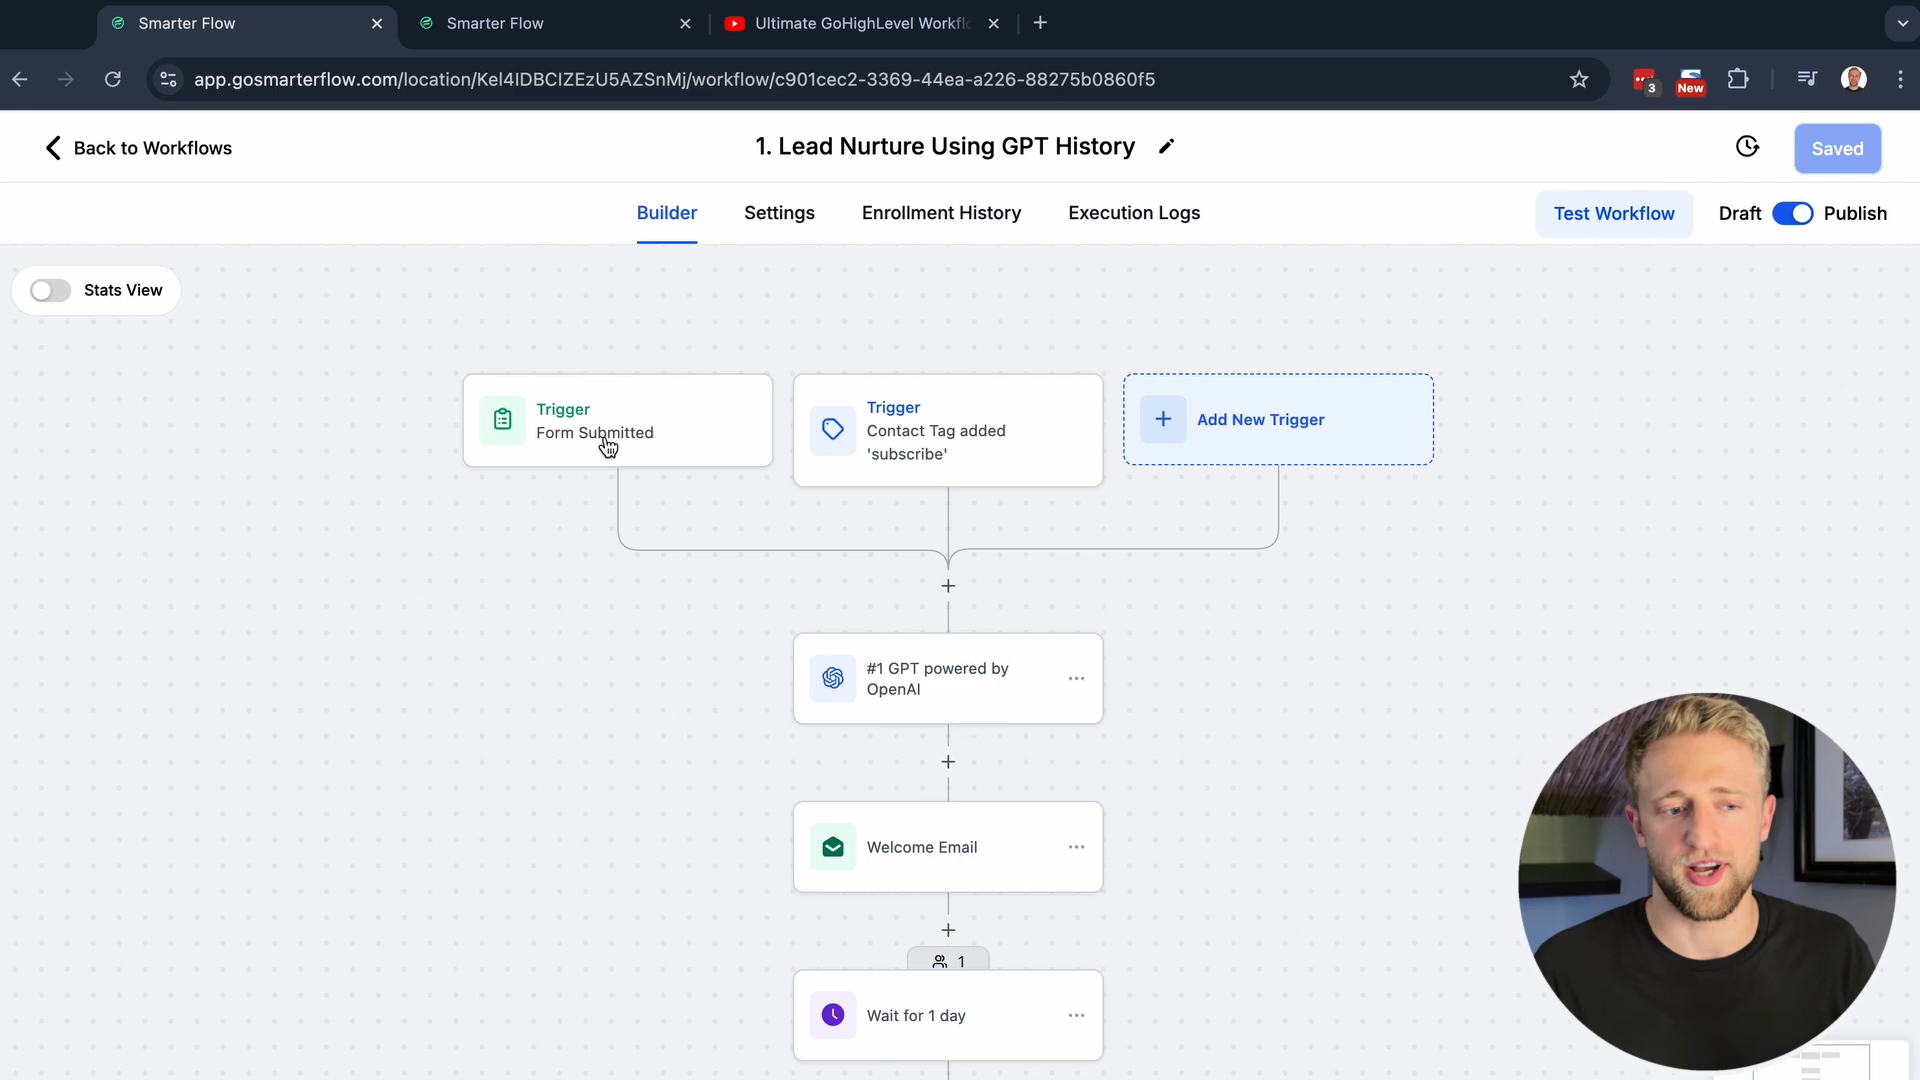 Smarter Flow
Smarter Flow
Ultimate GoHighLevel Workfl
app.gosmarterflow.com/location/Kel4IDBCIZEzU5AZSnMj/workflow/c901cec2-3369-44ea-a226-88275b0860f5
3
New
Back to Workflows
1. Lead Nurture Using GPT History
Saved
Builder
Settings
Enrollment History
Execution Logs
Test Workflow
Draft
Publish
Stats View
Trigger
Form Submitted
Trigger
Contact Tag added
'subscribe'
Add New Trigger
#1 GPT powered by
OpenAI
Welcome Email
1
Wait for 1 day